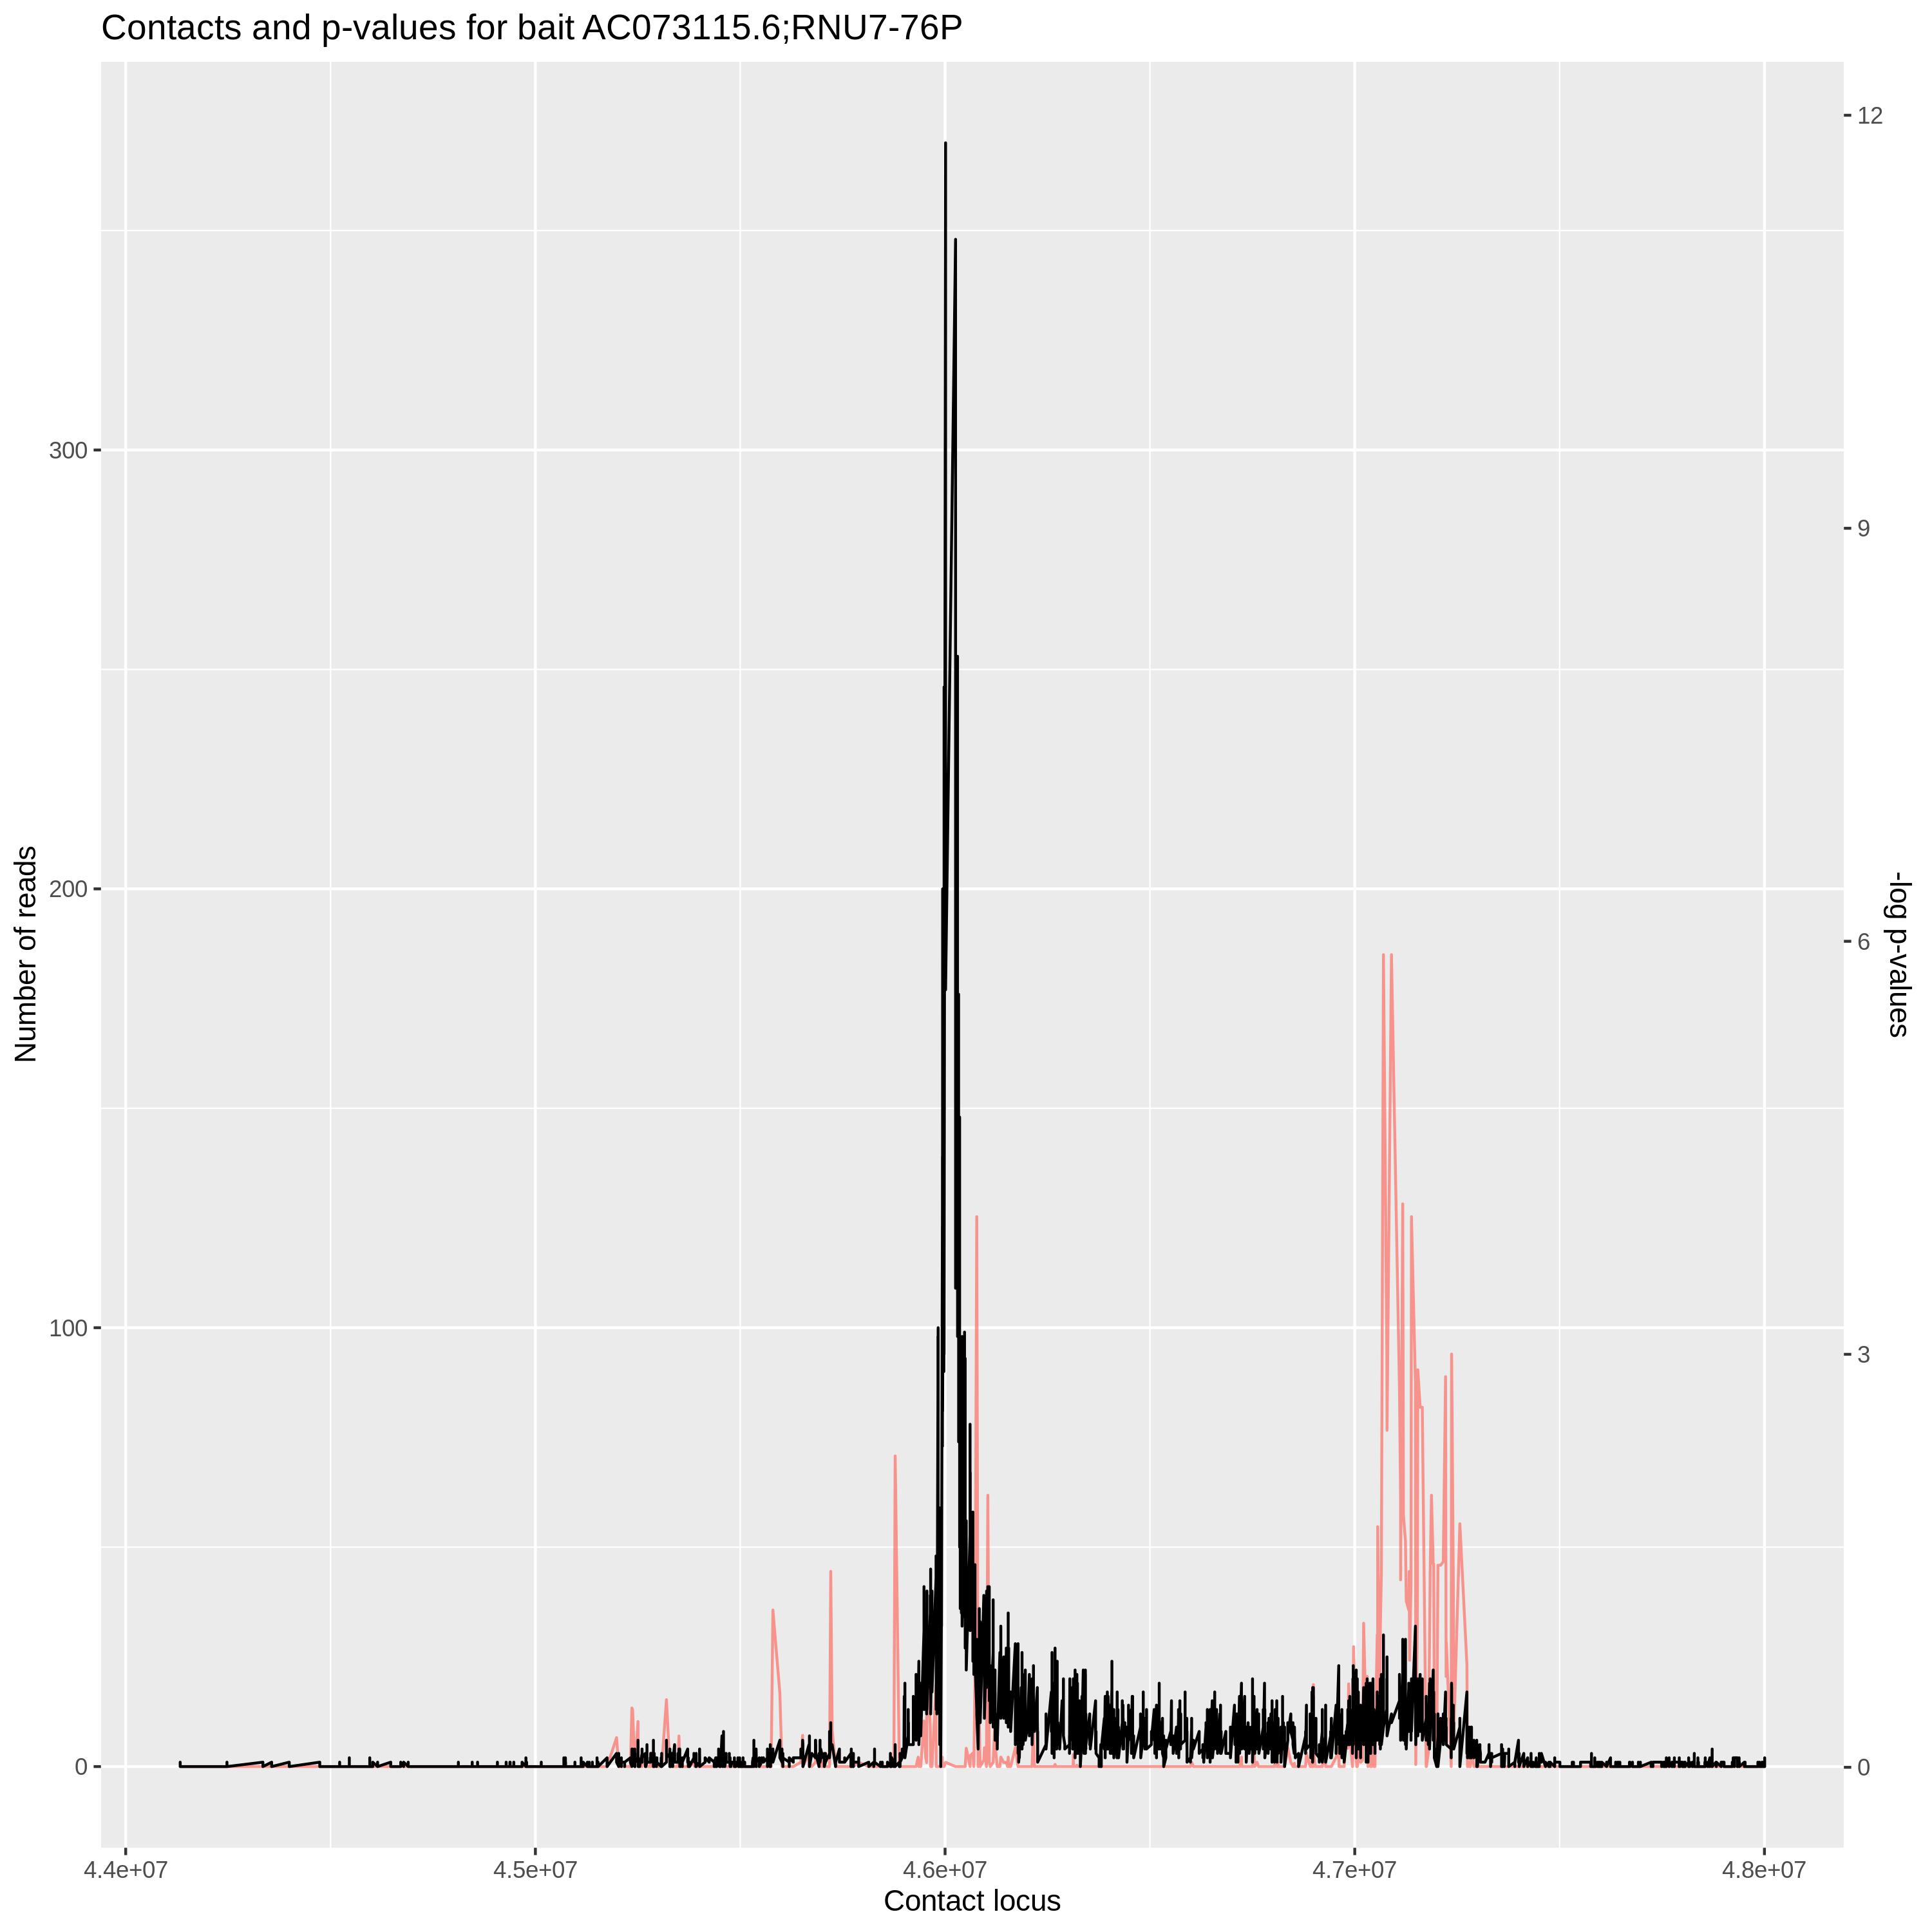 Contacts and p-values for bait AC073115.6;RNU7-76P
12
300
9
Number of reads
200
6
-log p-values
100
3
0
0
4.4e+07
4.5e+07
4.6e+07
4.7e+07
4.8e+07
Contact locus